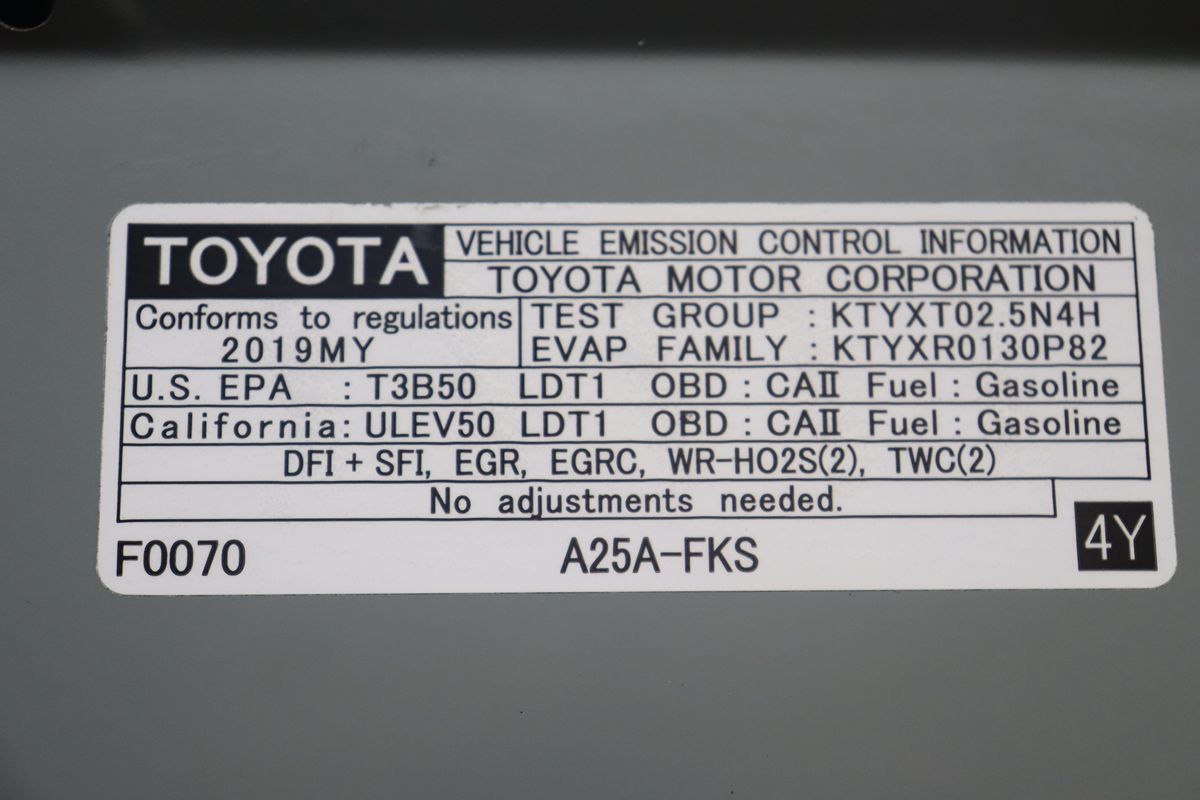 TOYOTA
VEHICLE EMISSION CONTROL INFORMATION
TOYOTA MOTOR CORPORATION
Conforms to regulations
2019MY
TEST GROUP : KTYXT02.5N4H
EVAP FAMILY : KTYXR0130P82
U.S. EPA : T3B50 LDT1 OBD : CAⅡ Fuel : Gasoline
California: ULEV50 LDT1 OBD : CAⅡ Fuel : Gasoline
DFI + SFI, EGR, EGRC, WR-HO2S(2), TWC(2)
No adjustments needed.
F0070 A25A-FKS 4Y